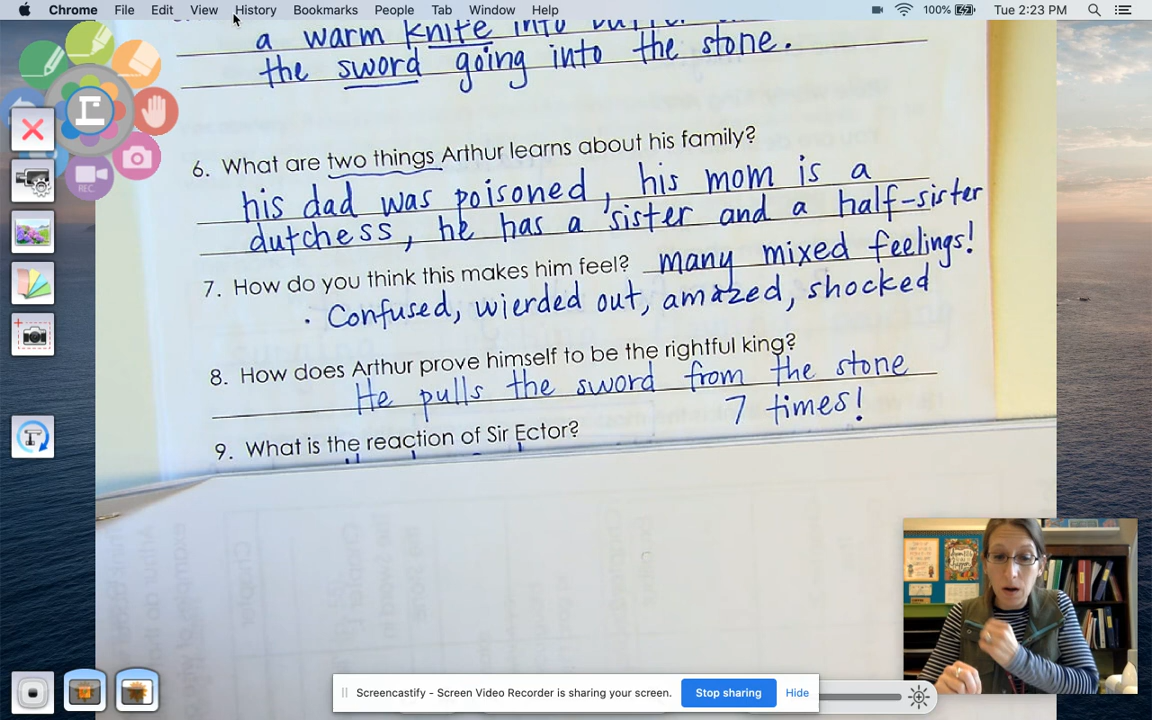 Chrome File Edit View History Bookmarks People Tab Window Help 100% Tue 2:23 PM
a warm knife into butter
the sword going into the stone.
6. What are two things Arthur learns about his family?
his dad was poisoned, his mom is a
dutchess, he has a sister and a half-sister
7. How do you think this makes him feel? many mixed feelings!
. Confused, wierded out, amazed, shocked
8. How does Arthur prove himself to be the rightful king?
He pulls the sword from the stone
7 times!
9. What is the reaction of Sir Ector?
REC
Screencastify - Screen Video Recorder is sharing your screen. Stop sharing Hide